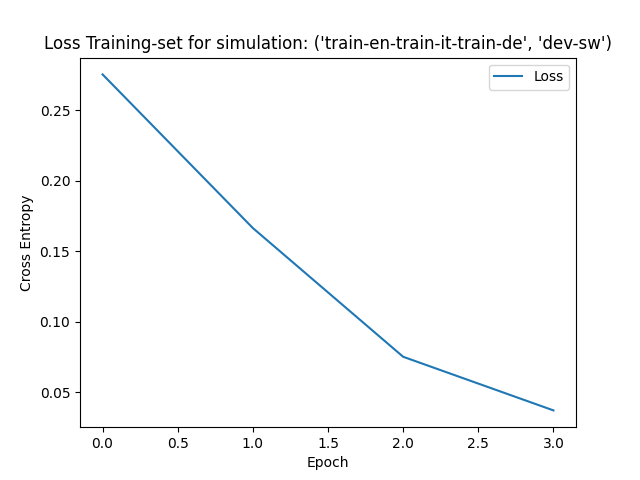 Loss Training-set for simulation: ('train-en-train-it-train-de', 'dev-sw')
Loss
0.25
0.20
0.15
0.10
0.05
Cross Entropy
0.0 0.5 1.0 1.5 2.0 2.5 3.0
Epoch